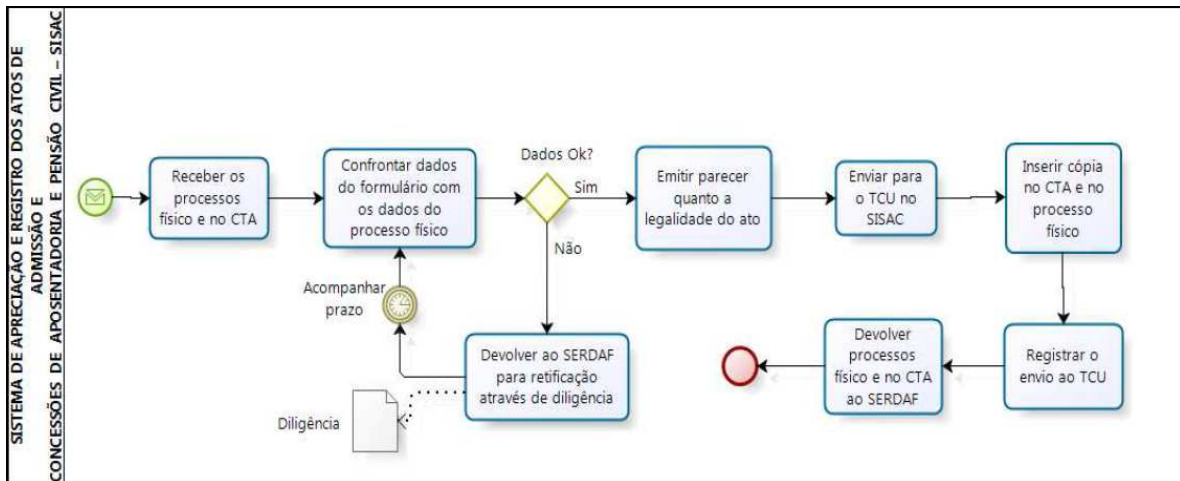 SISTEMA DE APRECIAÇÃO E REGISTRO DOS ATOS DE
ADMISSÃO E
CONCESSÕES DE APOSENTADORIA E PENSÃO CIVIL – SISAC
Receber os
processos
físico e no CTA
Confrontar dados
do formulário com
os dados do
processo físico
Dados Ok?
Sim
Não
Emitir parecer
quanto a
legalidade do ato
Enviar para
o TCU no
SISAC
Inserir cópia
no CTA e no
processo
físico
Acompanhar
prazo
Devolver ao SERDAF
para retificação
através de diligência
Diligência
Devolver
processos
físico e no CTA
ao SERDAF
Registrar o
envio ao TCU